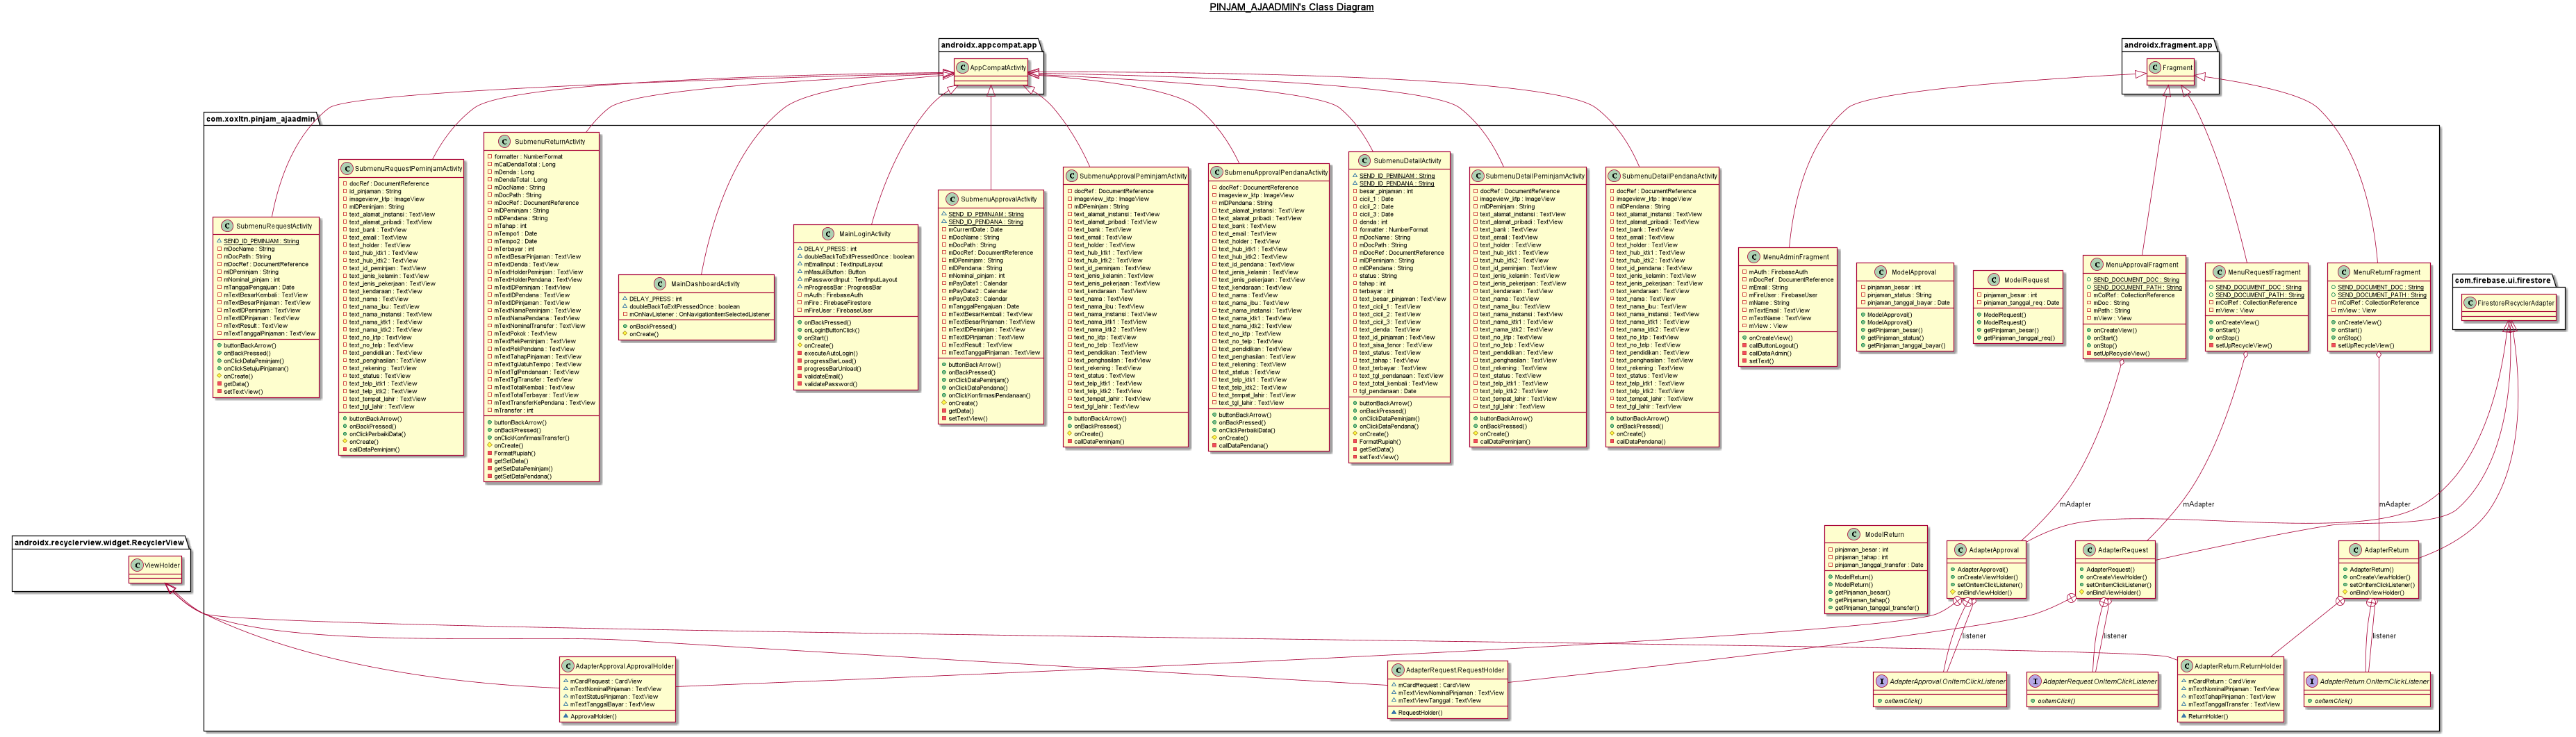 PINJAM_AJAADMIN's Class Diagram
androidx.appcompat.app
AppCompatActivity
androidx.fragment.app
Fragment
com.xoxltn.pinjam_ajaadmin
SubmenuRequestActivity
SEND_ID_PEMINJAM : String
mDocName : String
mDocPath : String
mDocRef : DocumentReference
mIDPeminjam : String
mNominal_pinjam : int
mTanggalPengajuan : Date
mTextBesarKembali : TextView
mTextBesarPinjaman : TextView
mTextIDPeminjam : TextView
mTextIDPinjaman : TextView
mTextResult : TextView
mTextTanggalPinjaman : TextView
buttonBackArrow()
onBackPressed()
onClickDataPeminjam()
onClickSetujuiPinjaman()
onCreate()
getData()
setTextView()
SubmenuRequestPeminjamActivity
docRef : DocumentReference
id_pinjaman : String
imageview_ktp : ImageView
mIDPeminjam : String
text_alamat_instansi : TextView
text_alamat_pribadi : TextView
text_bank : TextView
text_email : TextView
text_holder : TextView
text_hub_ktk1 : TextView
text_hub_ktk2 : TextView
text_id_peminjam : TextView
text_jenis_kelamin : TextView
text_jenis_pekerjaan : TextView
text_kendaraan : TextView
text_nama : TextView
text_nama_ibu : TextView
text_nama_instansi : TextView
text_nama_ktk1 : TextView
text_nama_ktk2 : TextView
text_no_ktp : TextView
text_no_telp : TextView
text_pendidikan : TextView
text_penghasilan : TextView
text_rekening : TextView
text_status : TextView
text_telp_ktk1 : TextView
text_telp_ktk2 : TextView
text_tempat_lahir : TextView
text_tgl_lahir : TextView
buttonBackArrow()
onBackPressed()
onClickPerbaikiData()
onCreate()
callDataPeminjam()
SubmenuReturnActivity
formatter : NumberFormat
mCalDendaTotal : Long
mDenda : Long
mDendaTotal : Long
mDocName : String
mDocPath : String
mDocRef : DocumentReference
mIDPeminjam : String
mIDPendana : String
mTahap : int
mTempo1 : Date
mTempo2 : Date
mTerbayar : int
mTextBesarPinjaman : TextView
mTextDenda : TextView
mTextHolderPeminjam : TextView
mTextHolderPendana : TextView
mTextIDPeminjam : TextView
mTextIDPendana : TextView
mTextIDPinjaman : TextView
mTextNamaPeminjam : TextView
mTextNamaPendana : TextView
mTextNominalTransfer : TextView
mTextPokok : TextView
mTextRekPeminjam : TextView
mTextRekPendana : TextView
mTextTahapPinjaman : TextView
mTextTglJatuhTempo : TextView
mTextTglPendanaan : TextView
mTextTglTransfer : TextView
mTextTotalKembali : TextView
mTextTotalTerbayar : TextView
mTextTransferKePendana : TextView
mTransfer : int
buttonBackArrow()
onBackPressed()
onClickKonfirmasiTransfer()
onCreate()
FormatRupiah()
getSetData()
getSetDataPeminjam()
getSetDataPendana()
MainDashboardActivity
DELAY_PRESS : int
doubleBackToExitPressedOnce : boolean
mOnNavListener : OnNavigationItemSelectedListener
onBackPressed()
onCreate()
MainLoginActivity
DELAY_PRESS : int
doubleBackToExitPressedOnce : boolean
mEmailInput : TextInputLayout
mMasukButton : Button
mPasswordInput : TextInputLayout
mProgressBar : ProgressBar
mAuth : FirebaseAuth
mFire : FirebaseFirestore
mFireUser : FirebaseUser
onBackPressed()
onLoginButtonClick()
onStart()
onCreate()
executeAutoLogin()
progressBarLoad()
progressBarUnload()
validateEmail()
validatePassword()
SubmenuApprovalActivity
SEND_ID_PEMINJAM : String
SEND_ID_PENDANA : String
mCurrentDate : Date
mDocName : String
mDocPath : String
mDocRef : DocumentReference
mIDPeminjam : String
mIDPendana : String
mNominal_pinjam : int
mPayDate1 : Calendar
mPayDate2 : Calendar
mPayDate3 : Calendar
mTanggalPengajuan : Date
mTextBesarKembali : TextView
mTextBesarPinjaman : TextView
mTextIDPeminjam : TextView
mTextIDPinjaman : TextView
mTextResult : TextView
mTextTanggalPinjaman : TextView
buttonBackArrow()
onBackPressed()
onClickDataPeminjam()
onClickDataPendana()
onClickKonfirmasiPendanaan()
onCreate()
getData()
setTextView()
SubmenuApprovalPeminjamActivity
docRef : DocumentReference
imageview_ktp : ImageView
mIDPeminjam : String
text_alamat_instansi : TextView
text_alamat_pribadi : TextView
text_bank : TextView
text_email : TextView
text_holder : TextView
text_hub_ktk1 : TextView
text_hub_ktk2 : TextView
text_id_peminjam : TextView
text_jenis_kelamin : TextView
text_jenis_pekerjaan : TextView
text_kendaraan : TextView
text_nama : TextView
text_nama_ibu : TextView
text_nama_instansi : TextView
text_nama_ktk1 : TextView
text_nama_ktk2 : TextView
text_no_ktp : TextView
text_no_telp : TextView
text_pendidikan : TextView
text_penghasilan : TextView
text_rekening : TextView
text_status : TextView
text_telp_ktk1 : TextView
text_telp_ktk2 : TextView
text_tempat_lahir : TextView
text_tgl_lahir : TextView
buttonBackArrow()
onBackPressed()
onCreate()
callDataPeminjam()
SubmenuApprovalPendanaActivity
docRef : DocumentReference
imageview_ktp : ImageView
mIDPendana : String
text_alamat_instansi : TextView
text_alamat_pribadi : TextView
text_bank : TextView
text_email : TextView
text_holder : TextView
text_hub_ktk1 : TextView
text_hub_ktk2 : TextView
text_id_pendana : TextView
text_jenis_kelamin : TextView
text_jenis_pekerjaan : TextView
text_kendaraan : TextView
text_nama : TextView
text_nama_ibu : TextView
text_nama_instansi : TextView
text_nama_ktk1 : TextView
text_nama_ktk2 : TextView
text_no_ktp : TextView
text_no_telp : TextView
text_pendidikan : TextView
text_penghasilan : TextView
text_rekening : TextView
text_status : TextView
text_telp_ktk1 : TextView
text_telp_ktk2 : TextView
text_tempat_lahir : TextView
text_tgl_lahir : TextView
buttonBackArrow()
onBackPressed()
onClickPerbaikiData()
onCreate()
callDataPendana()
SubmenuDetailActivity
SEND_ID_PEMINJAM : String
SEND_ID_PENDANA : String
besar_pinjaman : int
cicil_1 : Date
cicil_2 : Date
cicil_3 : Date
denda : int
formatter : NumberFormat
mDocName : String
mDocPath : String
mDocRef : DocumentReference
mIDPeminjam : String
mIDPendana : String
status : String
tahap : int
terbayar : int
text_besar_pinjaman : TextView
text_cicil_1 : TextView
text_cicil_2 : TextView
text_cicil_3 : TextView
text_denda : TextView
text_id_pinjaman : TextView
text_sisa_tenor : TextView
text_status : TextView
text_tahap : TextView
text_terbayar : TextView
text_tgl_pendanaan : TextView
text_total_kembali : TextView
tgl_pendanaan : Date
buttonBackArrow()
onBackPressed()
onClickDataPeminjam()
onClickDataPendana()
onCreate()
FormatRupiah()
getSetData()
setTextView()
SubmenuDetailPeminjamActivity
docRef : DocumentReference
imageview_ktp : ImageView
mIDPeminjam : String
text_alamat_instansi : TextView
text_alamat_pribadi : TextView
text_bank : TextView
text_email : TextView
text_holder : TextView
text_hub_ktk1 : TextView
text_hub_ktk2 : TextView
text_id_peminjam : TextView
text_jenis_kelamin : TextView
text_jenis_pekerjaan : TextView
text_kendaraan : TextView
text_nama : TextView
text_nama_ibu : TextView
text_nama_instansi : TextView
text_nama_ktk1 : TextView
text_nama_ktk2 : TextView
text_no_ktp : TextView
text_no_telp : TextView
text_pendidikan : TextView
text_penghasilan : TextView
text_rekening : TextView
text_status : TextView
text_telp_ktk1 : TextView
text_telp_ktk2 : TextView
text_tempat_lahir : TextView
text_tgl_lahir : TextView
buttonBackArrow()
onBackPressed()
onCreate()
callDataPeminjam()
SubmenuDetailPendanaActivity
docRef : DocumentReference
imageview_ktp : ImageView
mIDPendana : String
text_alamat_instansi : TextView
text_alamat_pribadi : TextView
text_bank : TextView
text_email : TextView
text_holder : TextView
text_hub_ktk1 : TextView
text_hub_ktk2 : TextView
text_id_pendana : TextView
text_jenis_kelamin : TextView
text_jenis_pekerjaan : TextView
text_kendaraan : TextView
text_nama : TextView
text_nama_ibu : TextView
text_nama_instansi : TextView
text_nama_ktk1 : TextView
text_nama_ktk2 : TextView
text_no_ktp : TextView
text_no_telp : TextView
text_pendidikan : TextView
text_penghasilan : TextView
text_rekening : TextView
text_status : TextView
text_telp_ktk1 : TextView
text_telp_ktk2 : TextView
text_tempat_lahir : TextView
text_tgl_lahir : TextView
buttonBackArrow()
onBackPressed()
onCreate()
callDataPendana()
MenuAdminFragment
mAuth : FirebaseAuth
mDocRef : DocumentReference
mEmail : String
mFireUser : FirebaseUser
mName : String
mTextEmail : TextView
mTextName : TextView
mView : View
onCreateView()
callButtonLogout()
callDataAdmin()
setText()
ModelApproval
pinjaman_besar : int
pinjaman_status : String
pinjaman_tanggal_bayar : Date
ModelApproval()
ModelApproval()
getPinjaman_besar()
getPinjaman_status()
getPinjaman_tanggal_bayar()
ModelRequest
pinjaman_besar : int
pinjaman_tanggal_req : Date
ModelRequest()
ModelRequest()
getPinjaman_besar()
getPinjaman_tanggal_req()
MenuApprovalFragment
SEND_DOCUMENT_DOC : String
SEND_DOCUMENT_PATH : String
mColRef : CollectionReference
mDoc : String
mPath : String
mView : View
onCreateView()
onStart()
onStop()
setUpRecycleView()
MenuRequestFragment
SEND_DOCUMENT_DOC : String
SEND_DOCUMENT_PATH : String
mColRef : CollectionReference
mView : View
onCreateView()
onStart()
onStop()
setUpRecycleView()
MenuReturnFragment
SEND_DOCUMENT_DOC : String
SEND_DOCUMENT_PATH : String
mColRef : CollectionReference
mView : View
onCreateView()
onStart()
onStop()
setUpRecycleView()
com.firebase.ui.firestore
FirestoreRecyclerAdapter
mAdapter
mAdapter
mAdapter
androidx.recyclerview.widget.RecyclerView
ViewHolder
ModelReturn
pinjaman_besar : int
pinjaman_tahap : int
pinjaman_tanggal_transfer : Date
ModelReturn()
ModelReturn()
getPinjaman_besar()
getPinjaman_tahap()
getPinjaman_tanggal_transfer()
AdapterApproval
AdapterApproval()
onCreateViewHolder()
setOnItemClickListener()
onBindViewHolder()
AdapterRequest
AdapterRequest()
onCreateViewHolder()
setOnItemClickListener()
onBindViewHolder()
AdapterReturn
AdapterReturn()
onCreateViewHolder()
setOnItemClickListener()
onBindViewHolder()
listener
listener
listener
AdapterApproval.ApprovalHolder
mCardRequest : CardView
mTextNominalPinjaman : TextView
mTextStatusPinjaman : TextView
mTextTanggalBayar : TextView
ApprovalHolder()
AdapterRequest.RequestHolder
mCardRequest : CardView
mTextViewNominalPinjaman : TextView
mTextViewTanggal : TextView
RequestHolder()
AdapterApproval.OnItemClickListener
onItemClick()
AdapterRequest.OnItemClickListener
onItemClick()
AdapterReturn.ReturnHolder
mCardReturn : CardView
mTextNominalPinjaman : TextView
mTextTahapPinjaman : TextView
mTextTanggalTransfer : TextView
ReturnHolder()
AdapterReturn.OnItemClickListener
onItemClick()